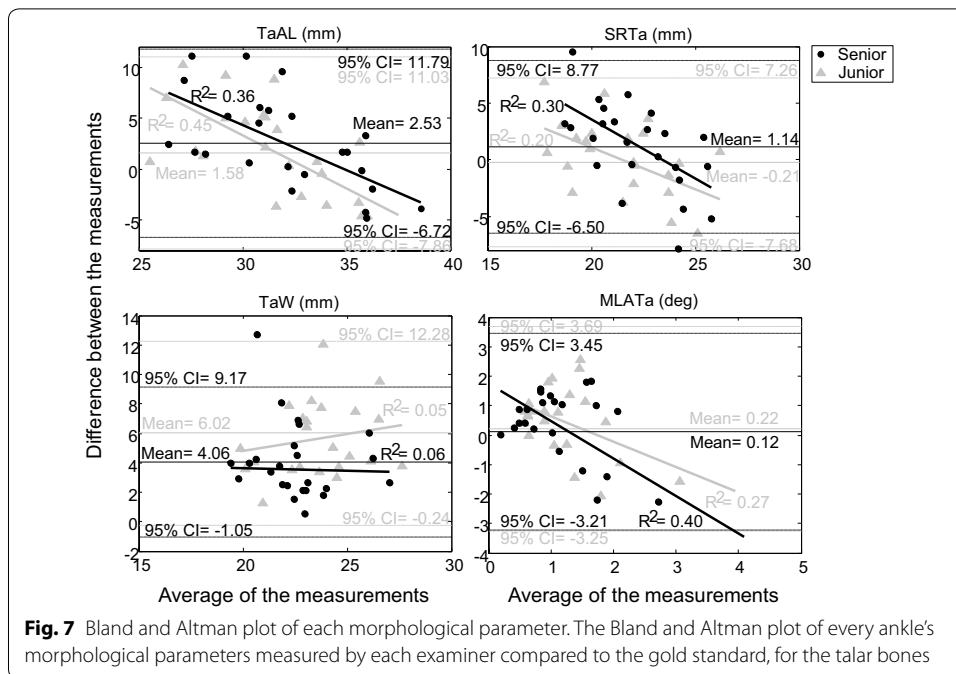 TaAL (mm)
SRTa (mm)
Senior
Junior
Difference between the measurements
10
5
0
-5
25
30
35
40
95% CI= 11.79
95% CI= 11.03
R2= 0.36
R2= 0.45
Mean= 2.53
Mean= 1.58
95% CI= -6.72
95% CI= -7.86
10
5
0
-5
15
20
25
30
95% CI= 8.77
95% CI= 7.26
R2= 0.30
R2= 0.20
Mean= 1.14
Mean= -0.21
95% CI= -6.50
95% CI= -7.68
TaW (mm)
MLATa (deg)
14
12
10
8
6
4
2
0
-2
15
20
25
30
95% CI= 12.28
95% CI= 9.17
R2= 0.05
Mean= 6.02
Mean= 4.06
R2= 0.06
95% CI= -0.24
95% CI= -1.05
4
3
2
1
0
-1
-2
-3
-4
0
1
2
3
4
5
95% CI= 3.69
95% CI= 3.45
Mean= 0.22
Mean= 0.12
R2= 0.27
95% CI= -3.21
R2= 0.40
95% CI= -3.25
Average of the measurements
Average of the measurements
Fig. 7 Bland and Altman plot of each morphological parameter. The Bland and Altman plot of every ankle's
morphological parameters measured by each examiner compared to the gold standard, for the talar bones